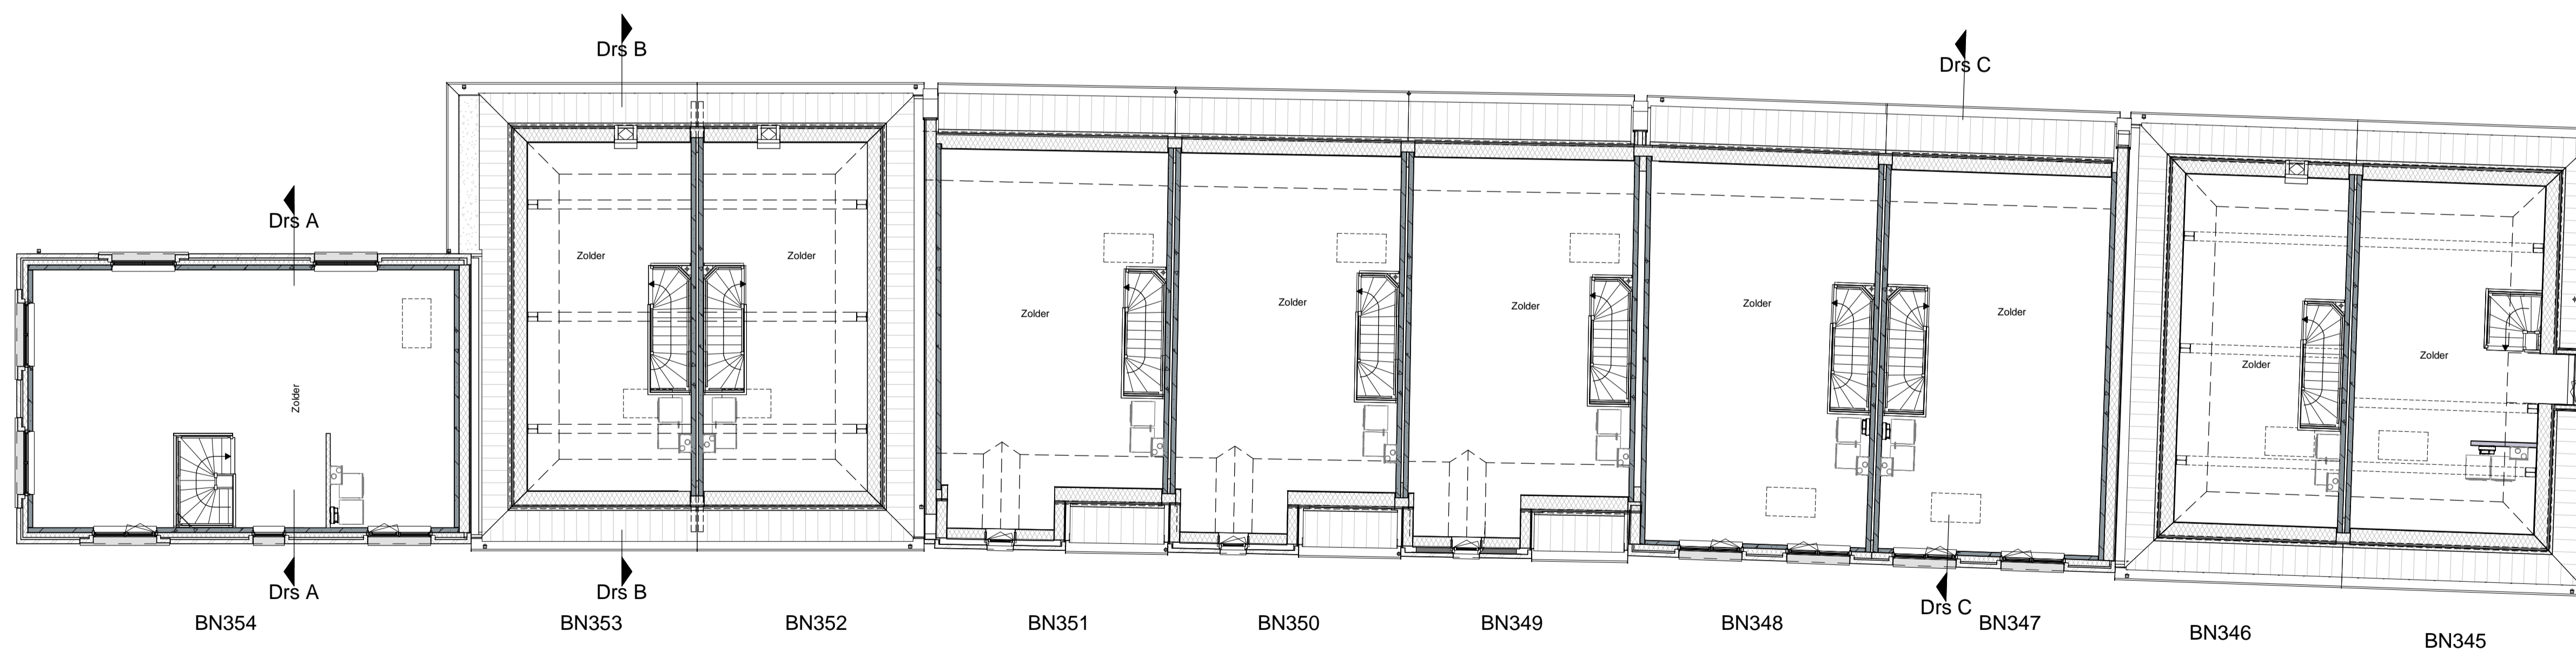 Drs B
Drs C
Drs A
Zolder
Zolder
Zolder
Zolder
Zolder
Zolder
Zolder
Zolder
Zolder
Zolder
Drs A
Drs B
Drs C
BN354
BN353
BN352
BN351
BN350
BN349
BN348
BN347
BN346
BN345